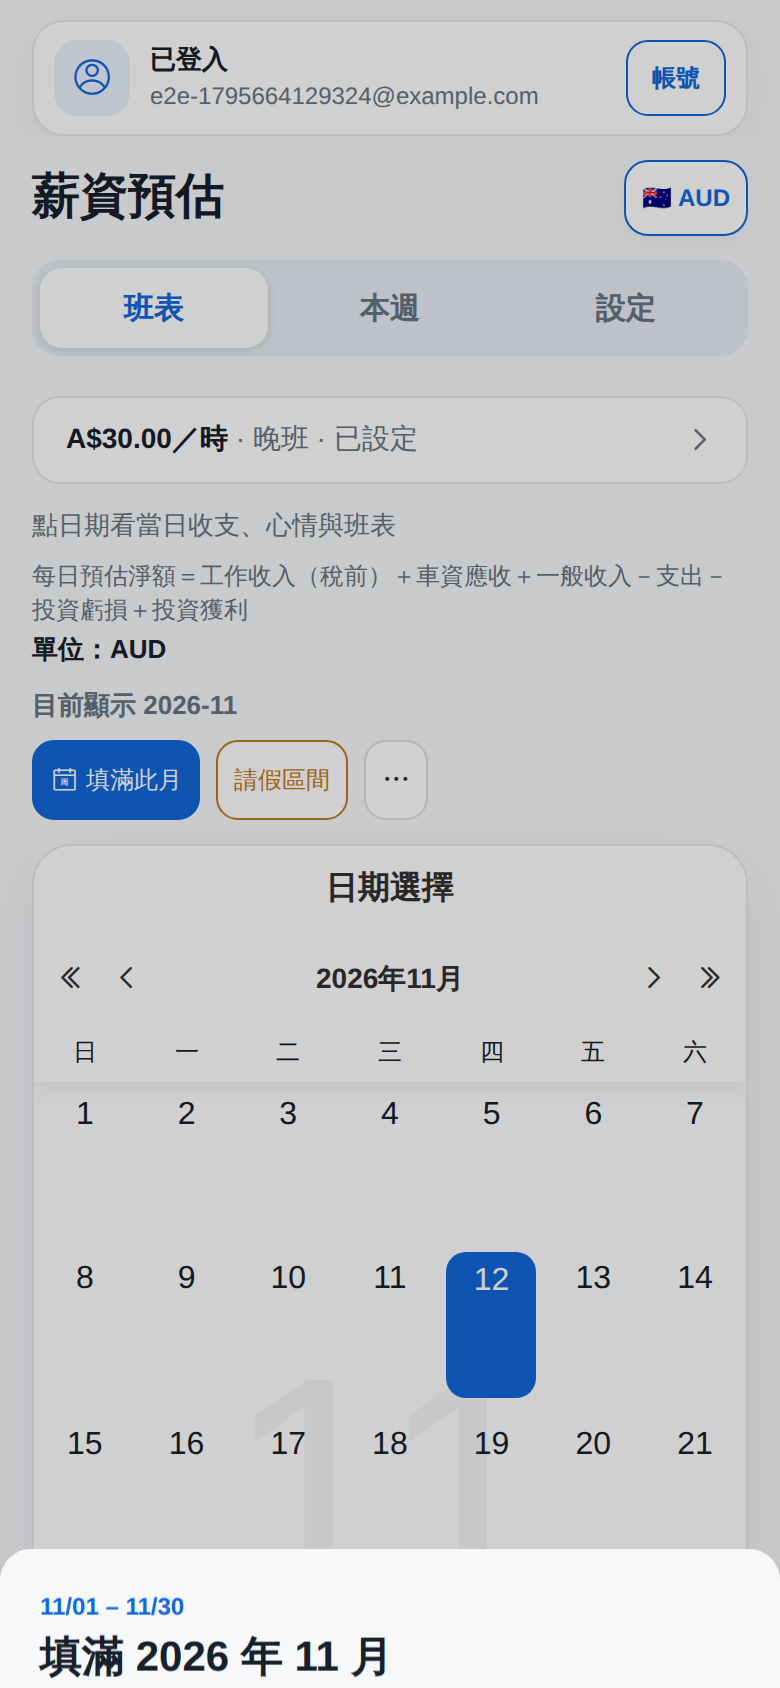 已登入
e2e-1795664129324@example.com
帳號
薪資預估
🇦🇺 AUD
班表
本週
設定
A$30.00／時 · 晚班 · 已設定
點日期看當日收支、心情與班表
每日預估淨額＝工作收入（稅前）＋車資應收＋一般收入－支出－
投資虧損＋投資獲利
單位：AUD
目前顯示 2026-11
填滿此月
請假區間
···
日期選擇
2026年11月
日 一 二 三 四 五 六
1 2 3 4 5 6 7
8 9 10 11 12 13 14
15 16 17 18 19 20 21
11
11/01 – 11/30
填滿 2026 年 11 月